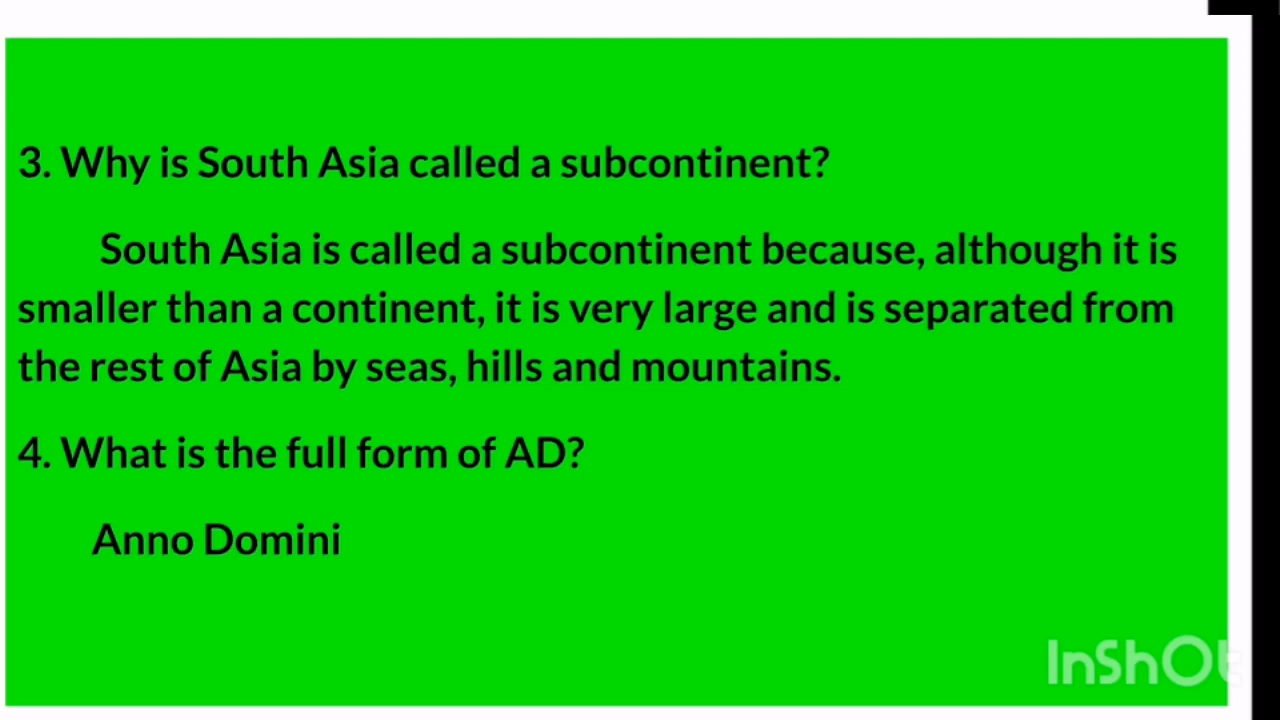 3. Why is South Asia called a subcontinent?
South Asia is called a subcontinent because, although it is
smaller than a continent, it is very large and is separated from
the rest of Asia by seas, hills and mountains.
4. What is the full form of AD?
Anno Domini
InShOt